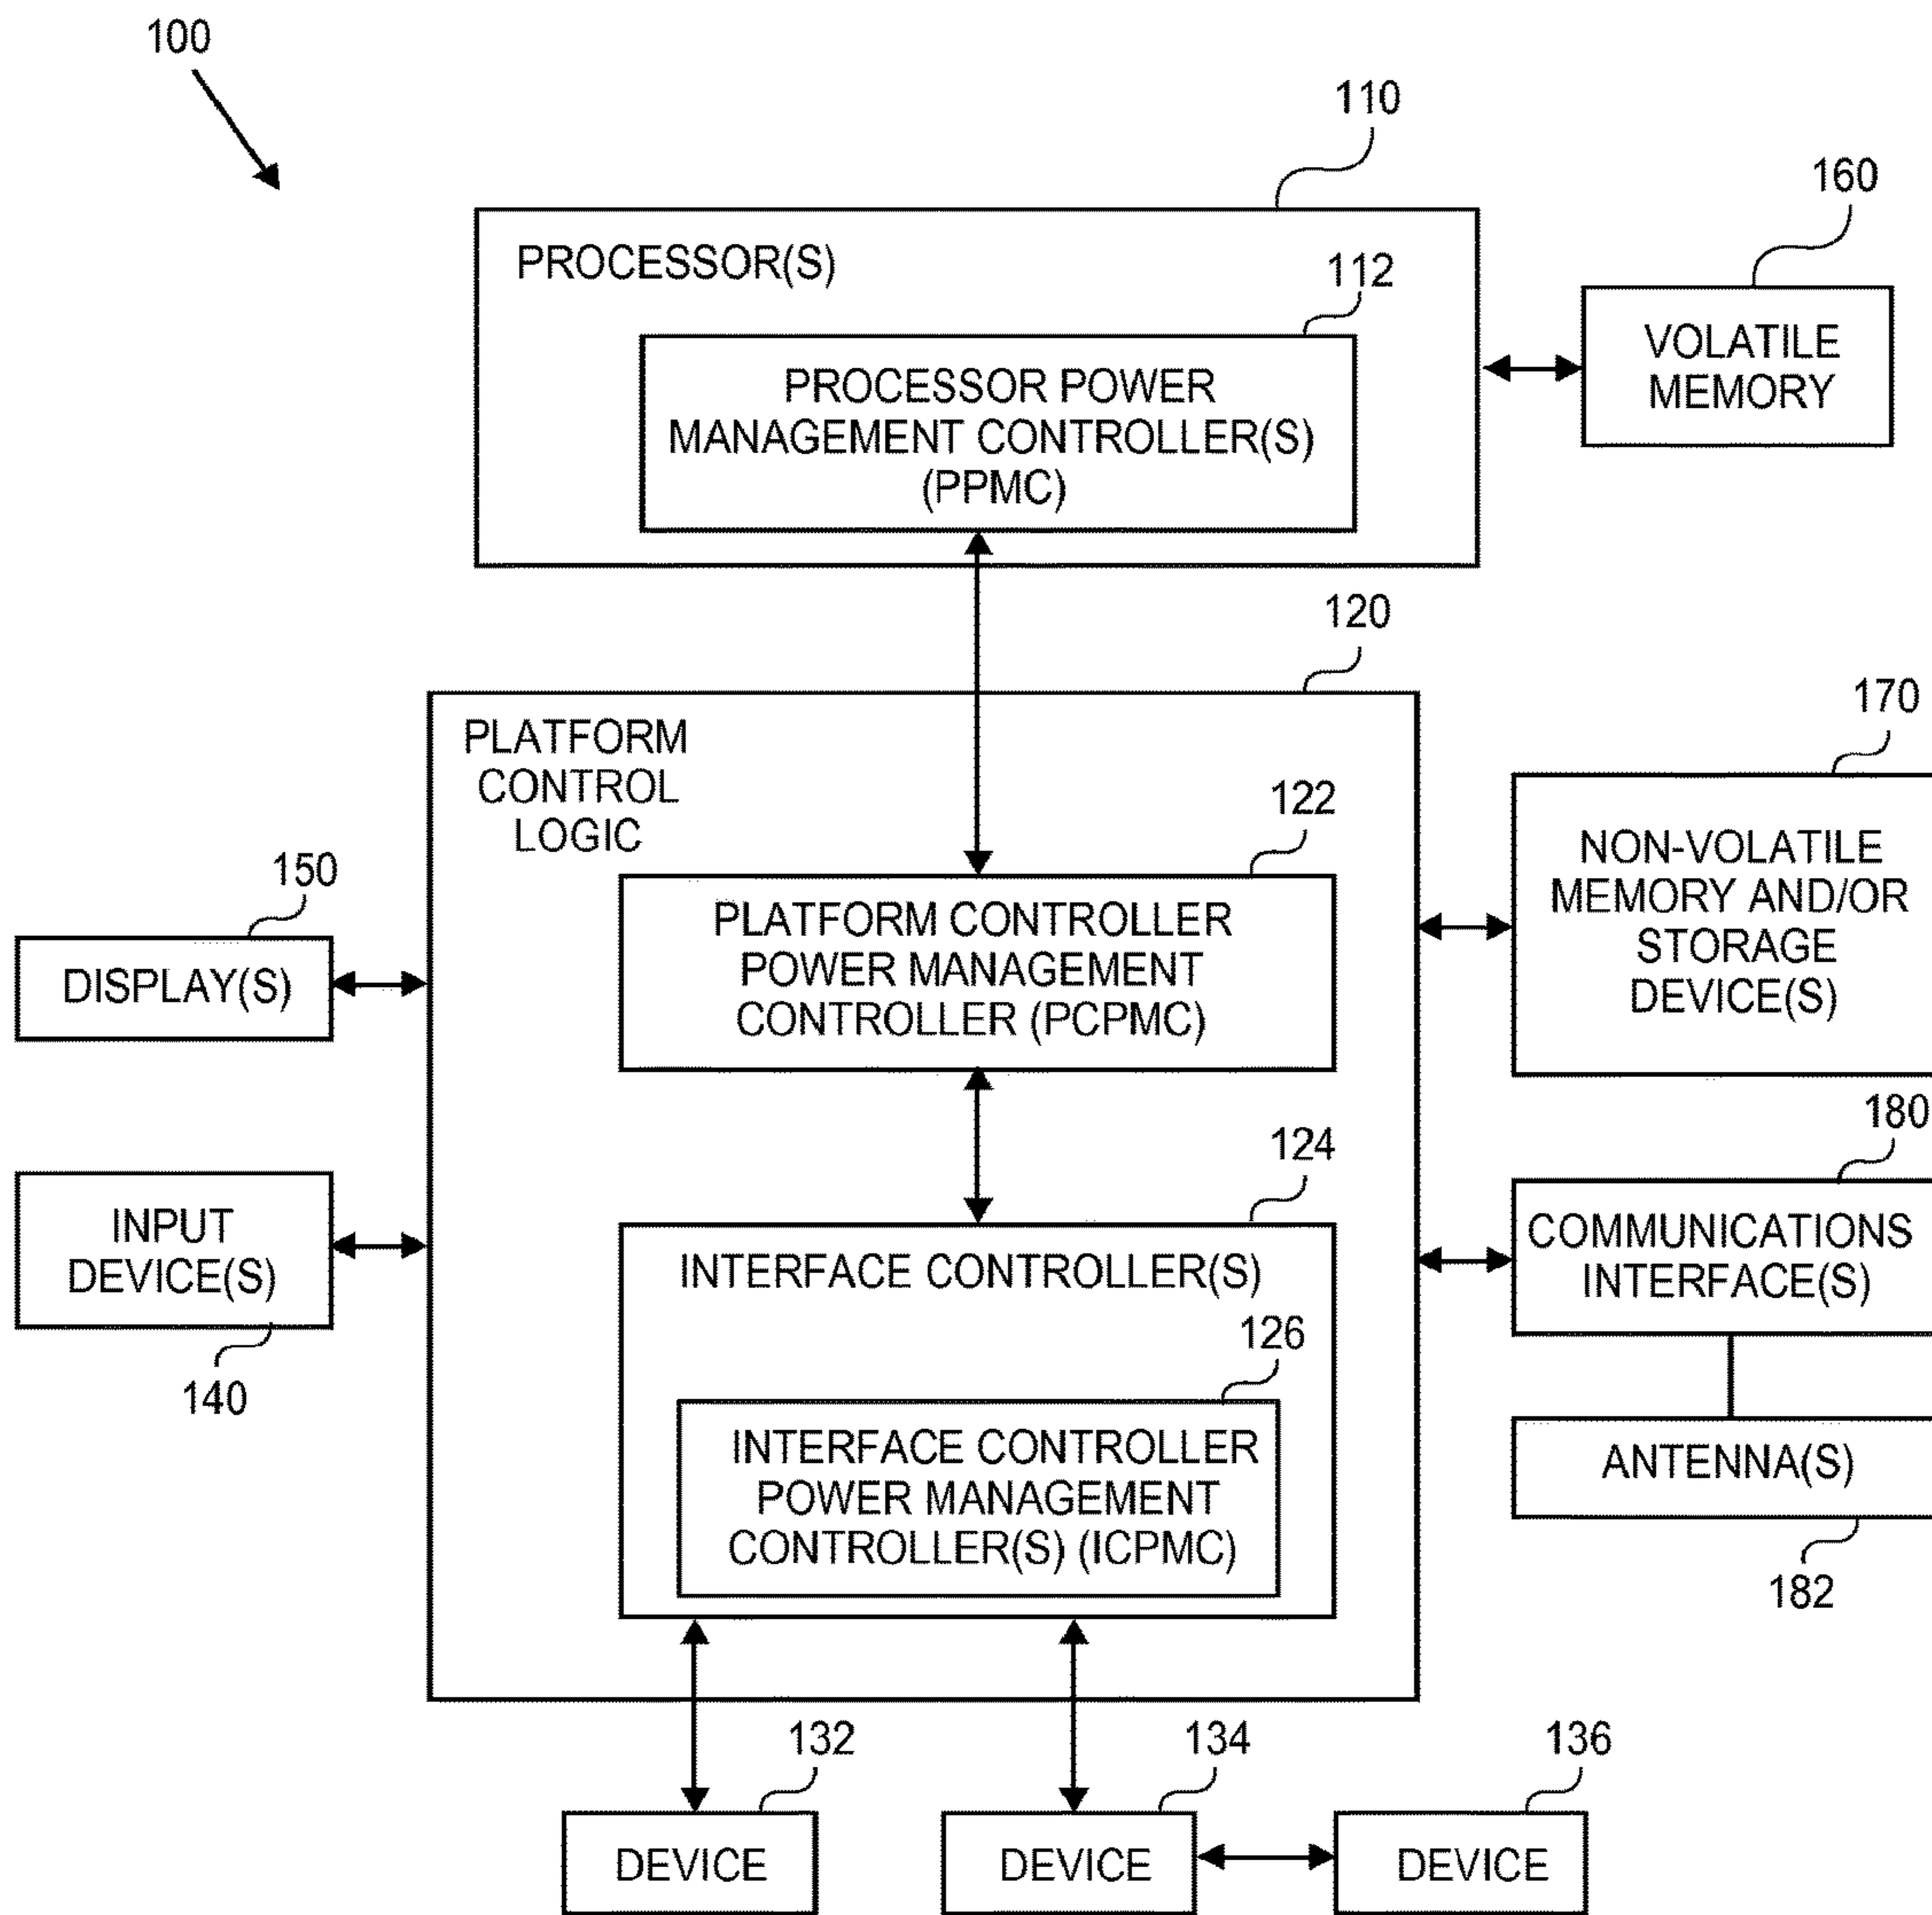 100
110
PROCESSOR(S)
112
PROCESSOR POWER
MANAGEMENT CONTROLLER(S)
(PPMC)
160
VOLATILE
MEMORY
120
PLATFORM
CONTROL
LOGIC
122
PLATFORM CONTROLLER
POWER MANAGEMENT
CONTROLLER (PCPMC)
170
NON-VOLATILE
MEMORY AND/OR
STORAGE
DEVICE(S)
150
DISPLAY(S)
124
INTERFACE CONTROLLER(S)
180
COMMUNICATIONS
INTERFACE(S)
INPUT
DEVICE(S)
140
126
INTERFACE CONTROLLER
POWER MANAGEMENT
CONTROLLER(S) (ICPMC)
ANTENNA(S)
182
132
DEVICE
134
DEVICE
136
DEVICE